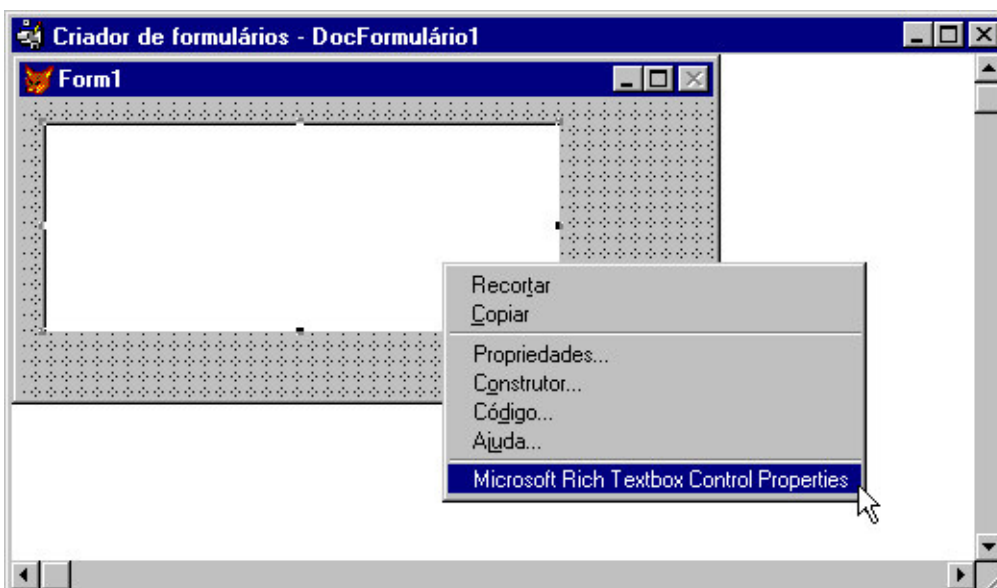 Criador de formulários - DocFormulário1
Form1
Recortar
Copiar
Propriedades...
Construtor...
Código...
Ajuda...
Microsoft Rich Textbox Control Properties